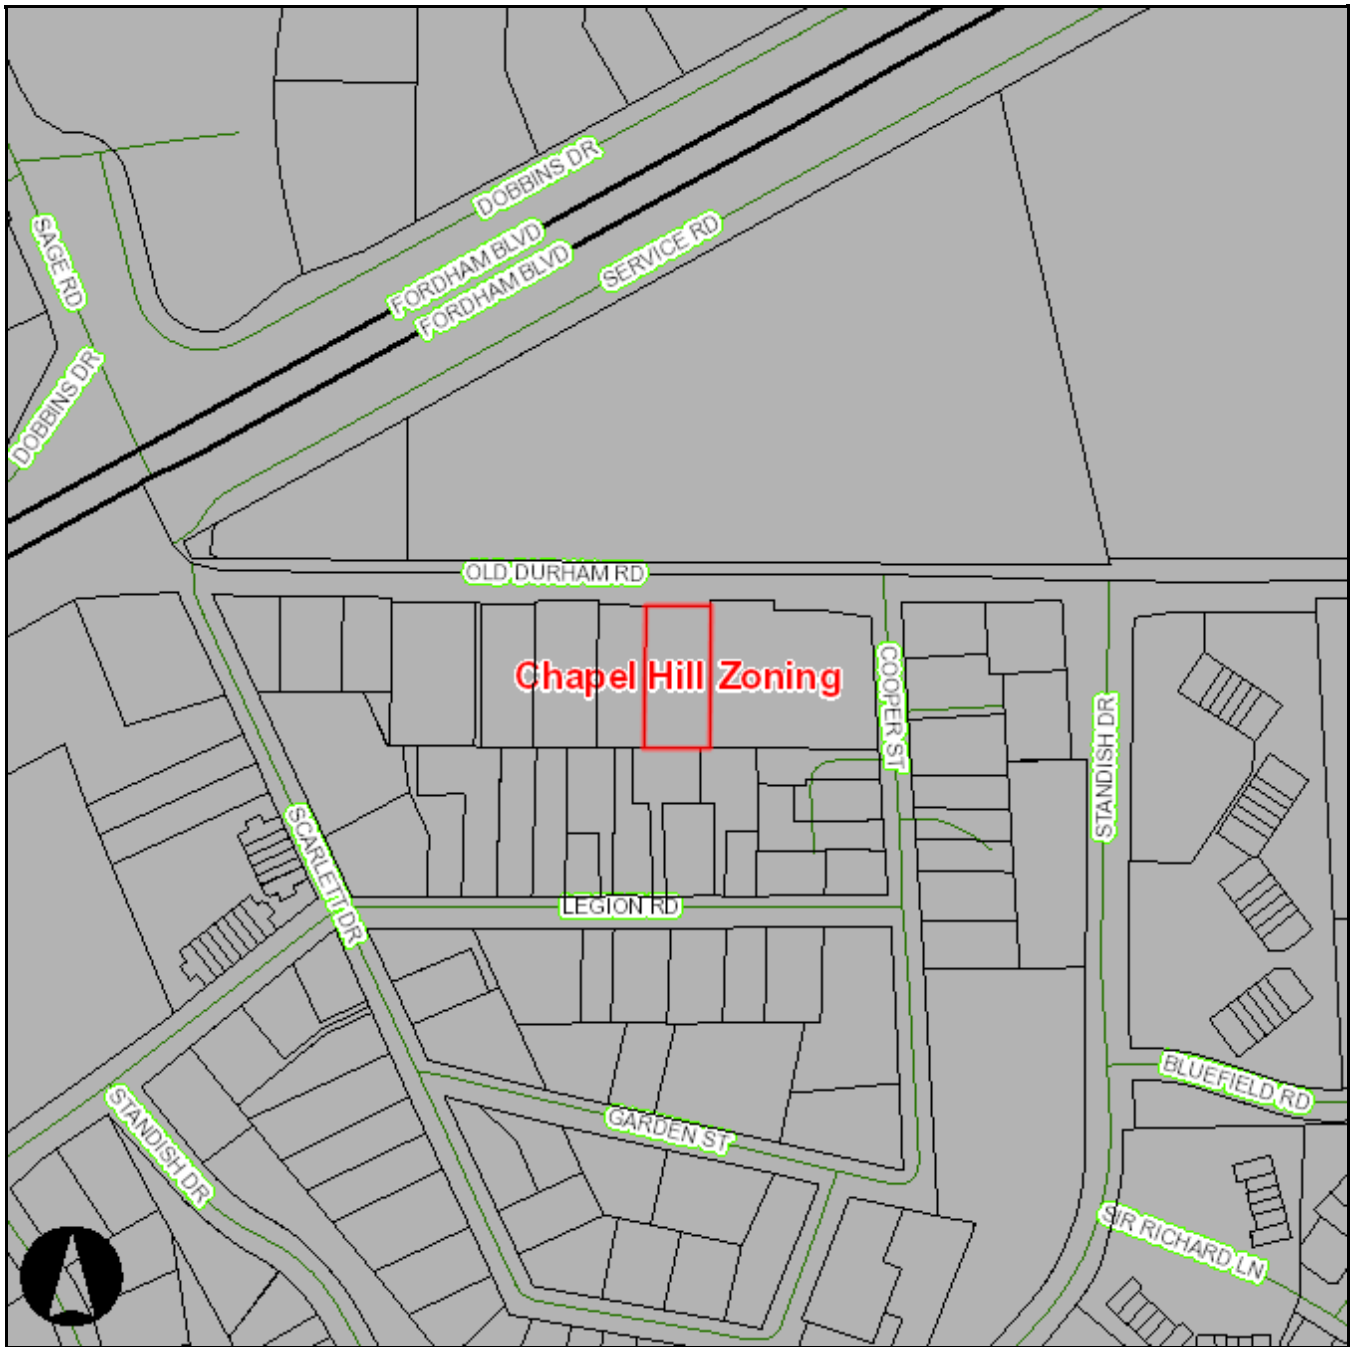 DOBBINS DR
SAGE RD
FORDHAM BLVD
FORDHAM BLVD
SERVICE RD
DOBBINS DR
OLD DURHAM RD
Chapel Hill Zoning
COOPER ST
STANDISH DR
SCARLETT DR
LEGION RD
BLUEFIELD RD
STANDISH DR
GARDEN ST
SIR RICHARD LN